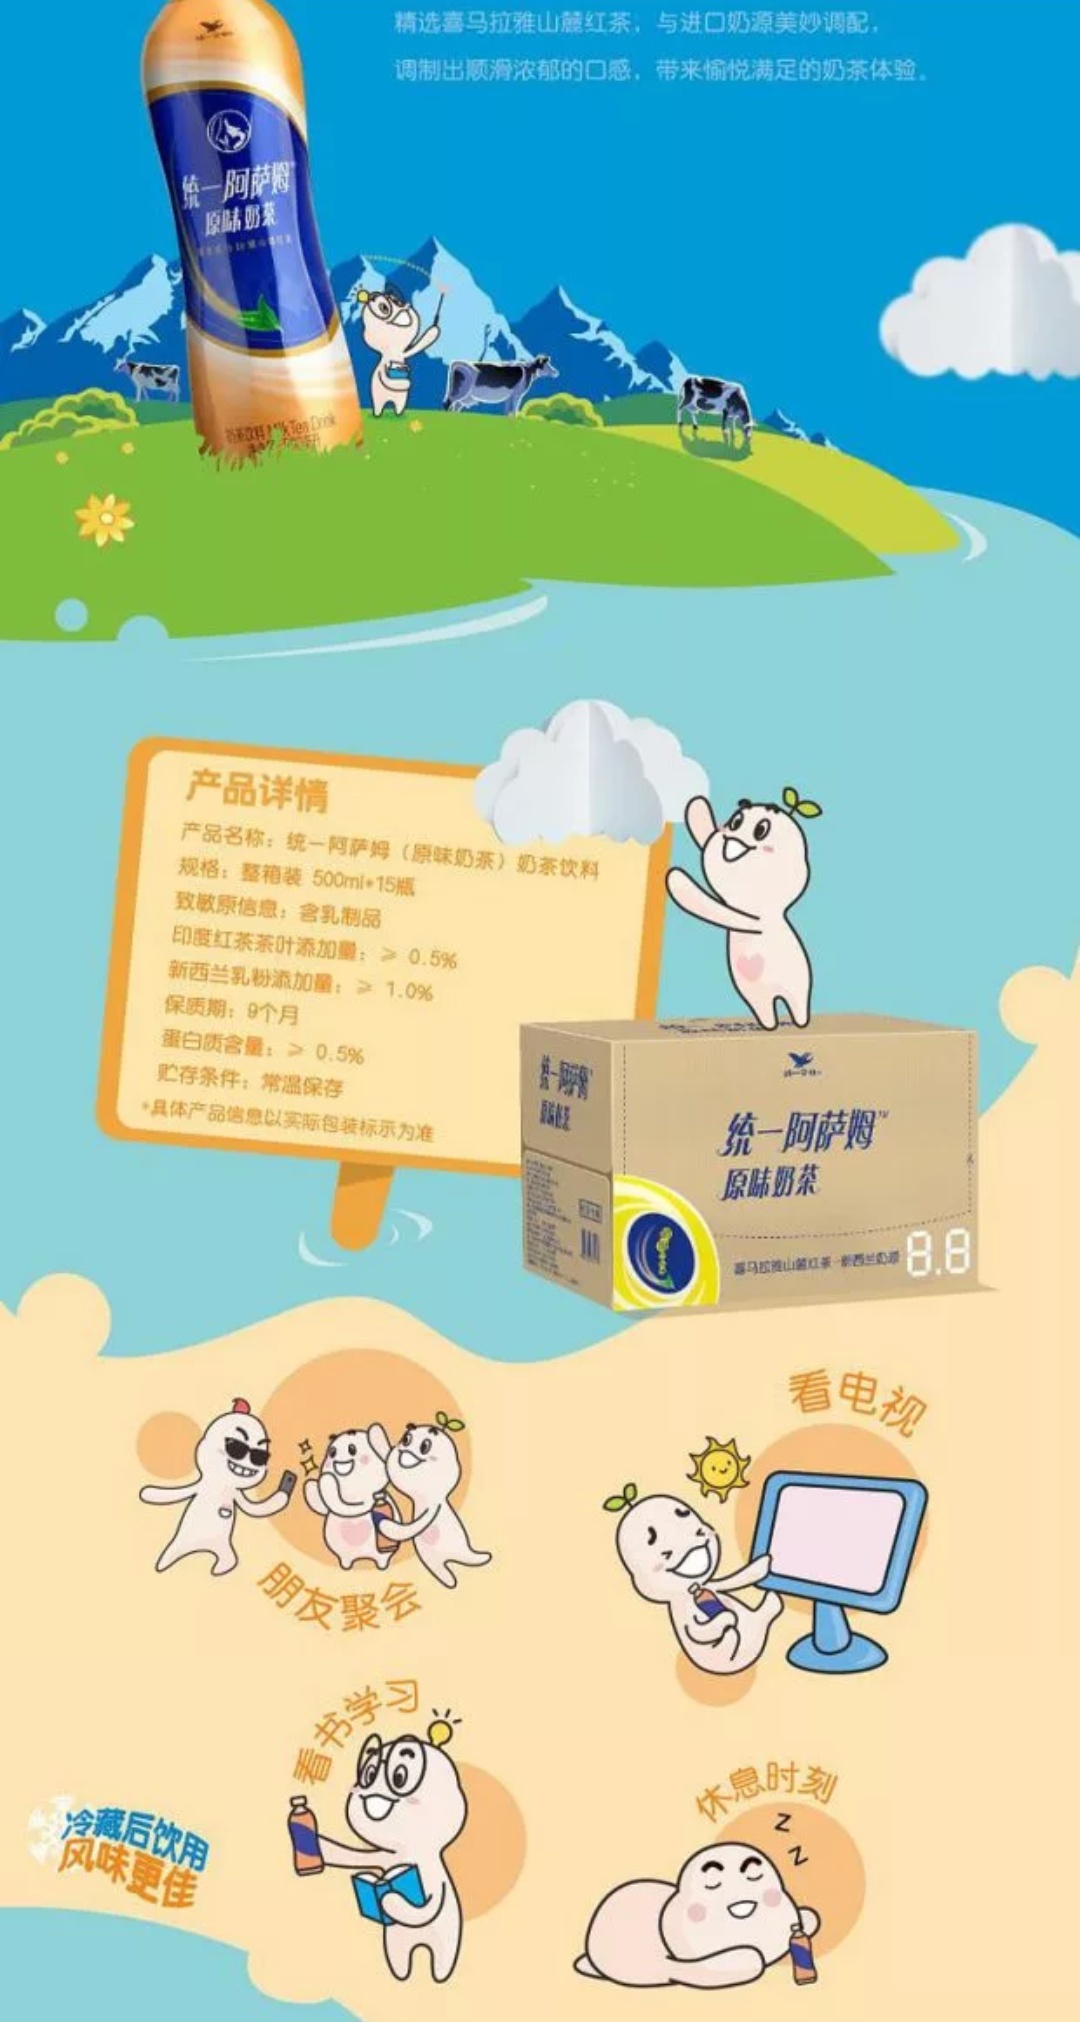 精选喜马拉雅山麓红茶，与进口奶源美妙调配，
调制出顺滑浓郁的口感，带来愉悦满足的奶茶体验。
统一阿萨姆
原味奶茶
奶茶饮料 Milk Tea Drink
产品详情
产品名称：统一阿萨姆（原味奶茶）奶茶饮料
规格：整箱装 500ml*15瓶
致敏原信息：含乳制品
印度红茶茶叶添加量：≥ 0.5%
新西兰乳粉添加量：≥ 1.0%
保质期：9个月
蛋白质含量：≥ 0.5%
贮存条件：常温保存
*具体产品信息以实际包装标示为准
统一阿萨姆
原味奶茶
统一阿萨姆™
原味奶茶
喜马拉雅山麓红茶·新西兰奶源
8.8
朋友聚会
看电视
看书学习
休息时刻
z
z
冷藏后饮用
风味更佳